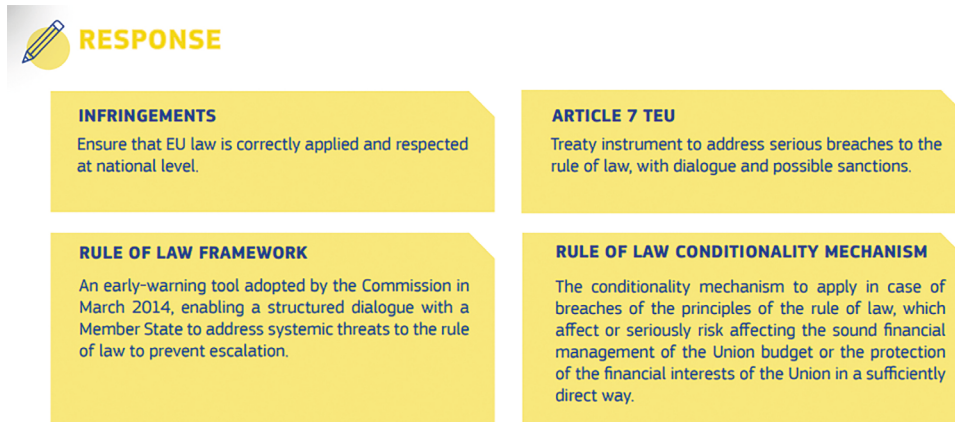 RESPONSE
INFRINGEMENTS
Ensure that EU law is correctly applied and respected
at national level.
ARTICLE 7 TEU
Treaty instrument to address serious breaches to the
rule of law, with dialogue and possible sanctions.
RULE OF LAW FRAMEWORK
An early-warning tool adopted by the Commission in
March 2014, enabling a structured dialogue with a
Member State to address systemic threats to the rule
of law to prevent escalation.
RULE OF LAW CONDITIONALITY MECHANISM
The conditionality mechanism to apply in case of
breaches of the principles of the rule of law, which
affect or seriously risk affecting the sound financial
management of the Union budget or the protection
of the financial interests of the Union in a sufficiently
direct way.